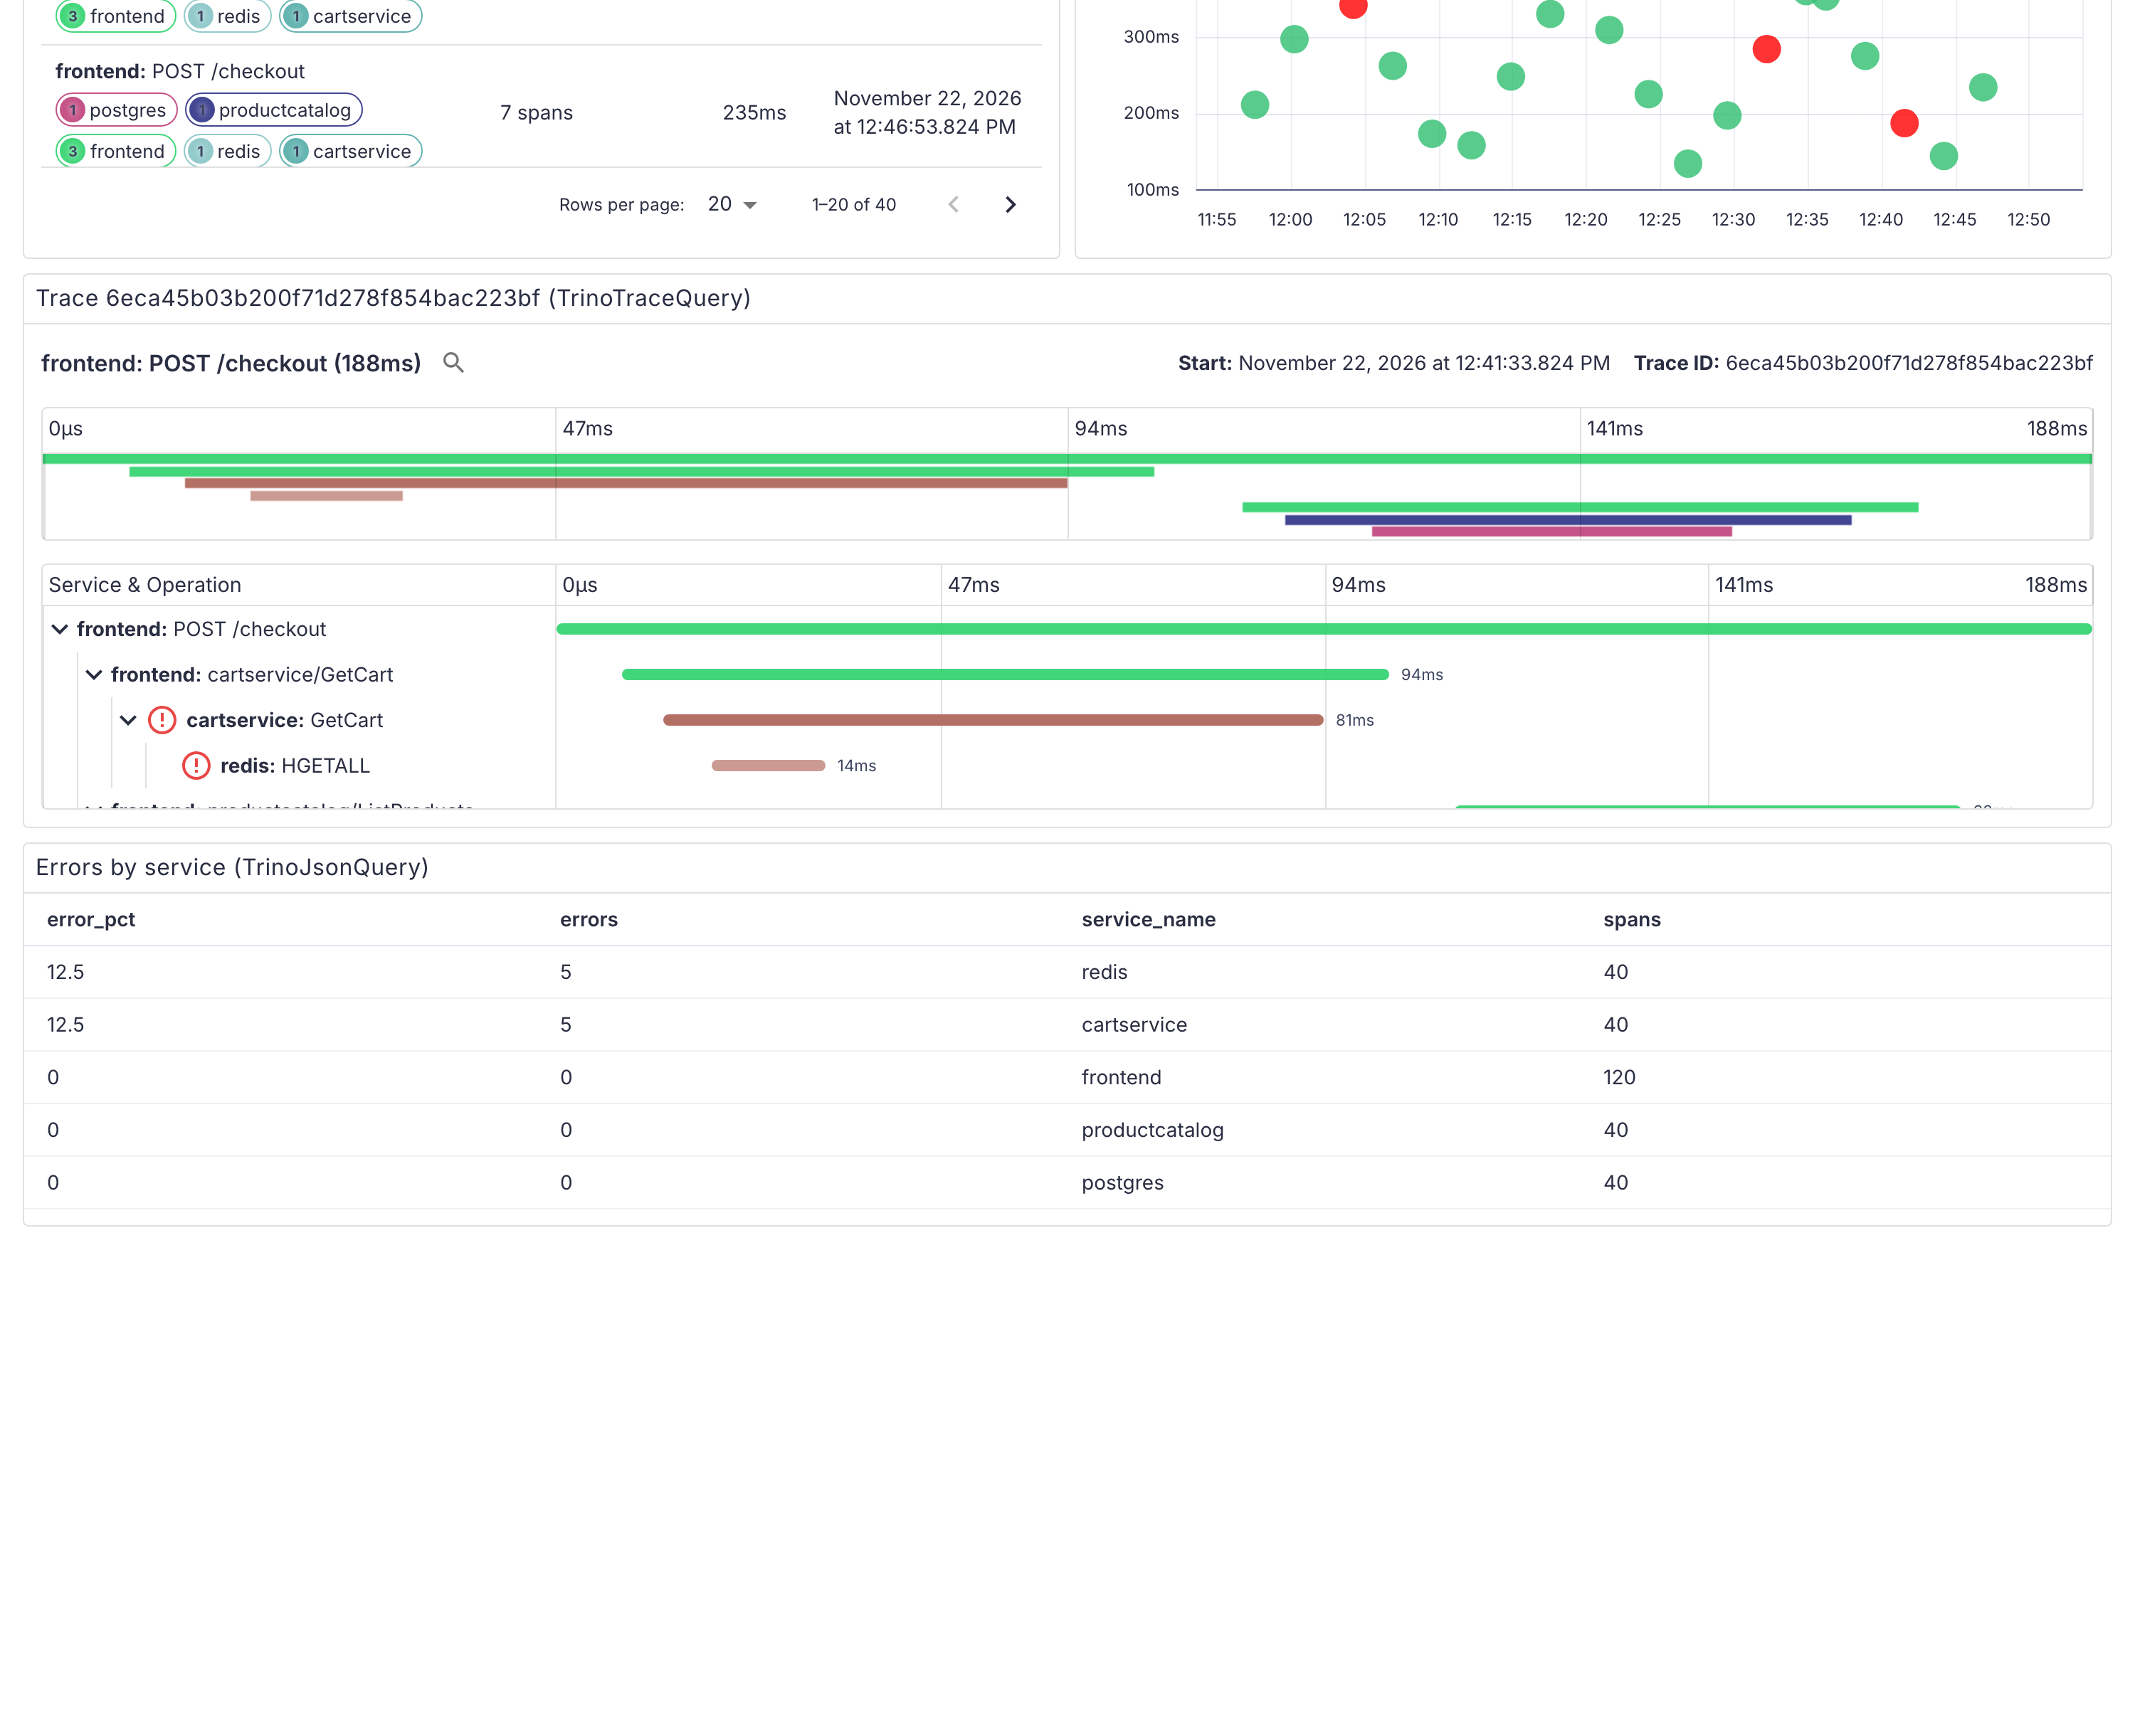 3 frontend 1 redis 1 cartservice
frontend: POST /checkout
1 postgres 1 productcatalog
3 frontend 1 redis 1 cartservice
7 spans
235ms
November 22, 2026
at 12:46:53.824 PM
Rows per page: 20 1–20 of 40
300ms
200ms
100ms
11:55 12:00 12:05 12:10 12:15 12:20 12:25 12:30 12:35 12:40 12:45 12:50
Trace 6eca45b03b200f71d278f854bac223bf (TrinoTraceQuery)
frontend: POST /checkout (188ms)
Start: November 22, 2026 at 12:41:33.824 PM Trace ID: 6eca45b03b200f71d278f854bac223bf
0μs 47ms 94ms 141ms 188ms
Service & Operation 0μs 47ms 94ms 141ms 188ms
frontend: POST /checkout
frontend: cartservice/GetCart 94ms
cartservice: GetCart 81ms
redis: HGETALL 14ms
frontend: productcatalog/ListProducts
Errors by service (TrinoJsonQuery)
error_pct errors service_name spans
12.5 5 redis 40
12.5 5 cartservice 40
0 0 frontend 120
0 0 productcatalog 40
0 0 postgres 40